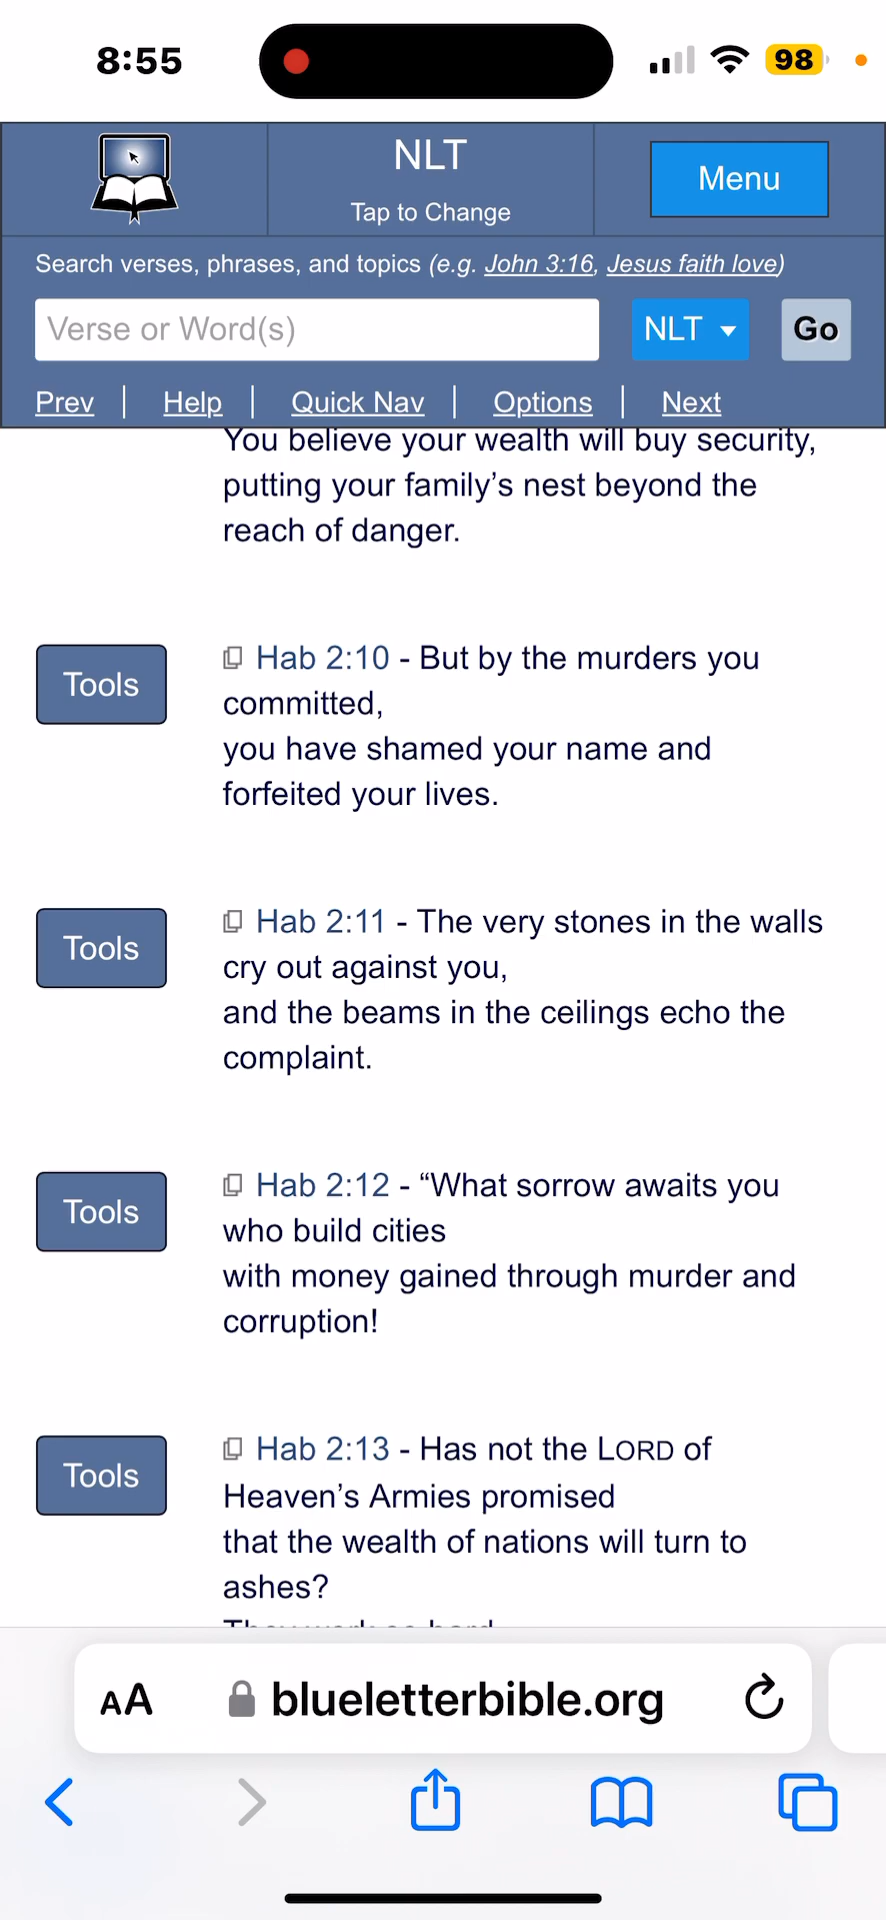 8:55
98
NLT
Tap to Change
Menu
Search verses, phrases, and topics (e.g. John 3:16, Jesus faith love)
Verse or Word(s)
NLT
Go
Prev | Help | Quick Nav | Options | Next
You believe your wealth will buy security,
putting your family’s nest beyond the
reach of danger.
Tools
Hab 2:10 - But by the murders you
committed,
you have shamed your name and
forfeited your lives.
Tools
Hab 2:11 - The very stones in the walls
cry out against you,
and the beams in the ceilings echo the
complaint.
Tools
Hab 2:12 - “What sorrow awaits you
who build cities
with money gained through murder and
corruption!
Tools
Hab 2:13 - Has not the LORD of
Heaven’s Armies promised
that the wealth of nations will turn to
ashes?
They work so hard
AA
blueletterbible.org